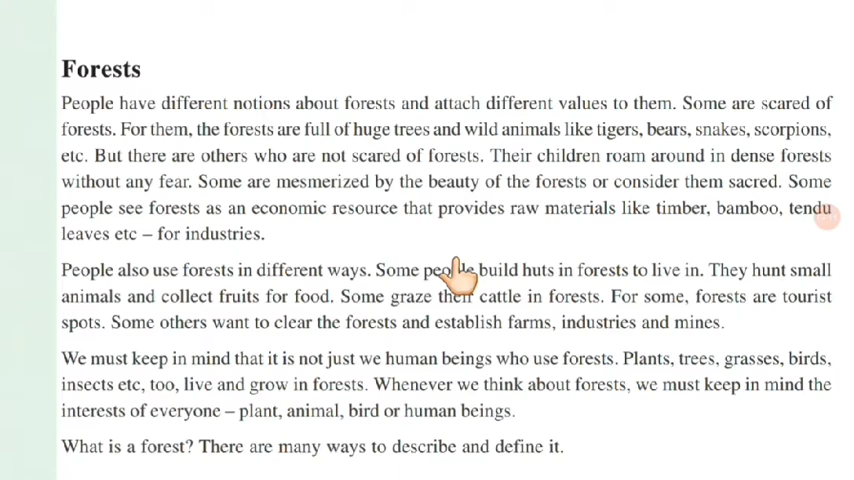 Forests
People have different notions about forests and attach different values to them. Some are scared of
forests. For them, the forests are full of huge trees and wild animals like tigers, bears, snakes, scorpions,
etc. But there are others who are not scared of forests. Their children roam around in dense forests
without any fear. Some are mesmerized by the beauty of the forests or consider them sacred. Some
people see forests as an economic resource that provides raw materials like timber, bamboo, tendu
leaves etc – for industries.
People also use forests in different ways. Some people build huts in forests to live in. They hunt small
animals and collect fruits for food. Some graze their cattle in forests. For some, forests are tourist
spots. Some others want to clear the forests and establish farms, industries and mines.
We must keep in mind that it is not just we human beings who use forests. Plants, trees, grasses, birds,
insects etc, too, live and grow in forests. Whenever we think about forests, we must keep in mind the
interests of everyone – plant, animal, bird or human beings.
What is a forest? There are many ways to describe and define it.